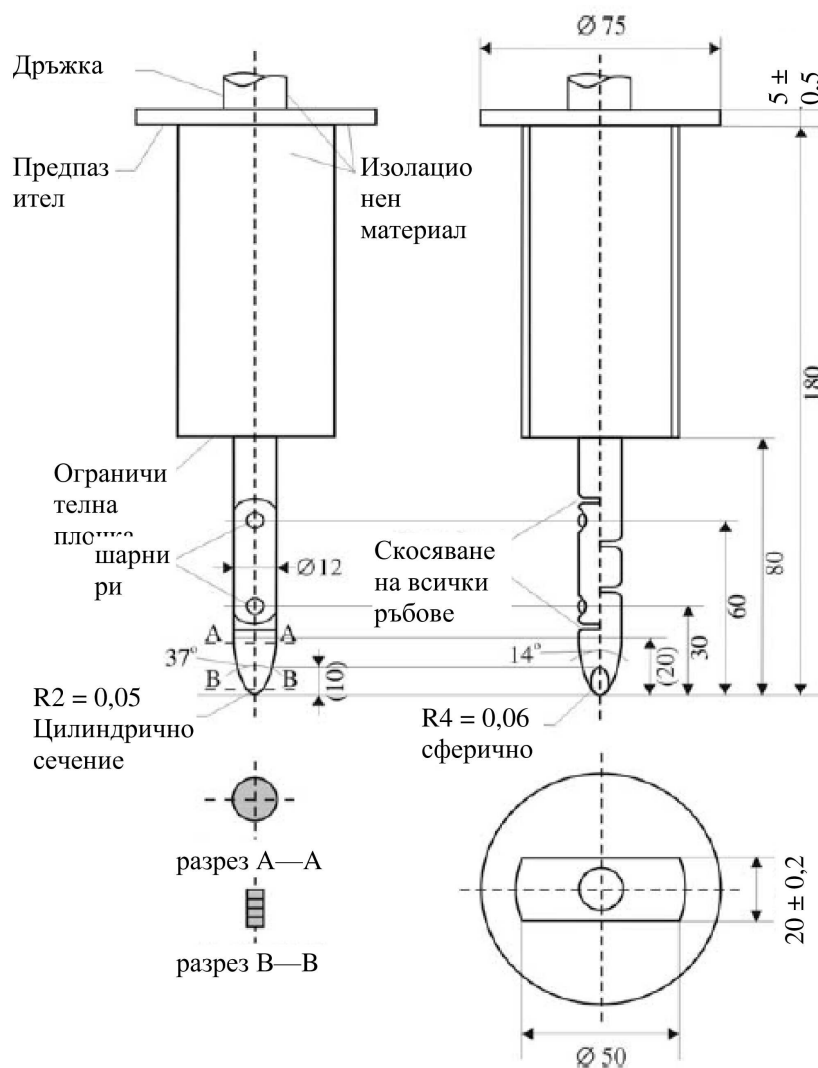 Ø 75
Дръжка
5 ±
0,5
Предпаз
ител
Изолацио
нен
материал
180
Ограничи
телна
шарни
ри
Ø 12
Скосяване
на всички
ръбове
80
60
30
(20)
A A
37°
14°
B B
(10)
R2 = 0,05
Цилиндрично
сечение
R4 = 0,06
сферично
разрез А—А
20 ± 0,2
разрез В—В
Ø 50